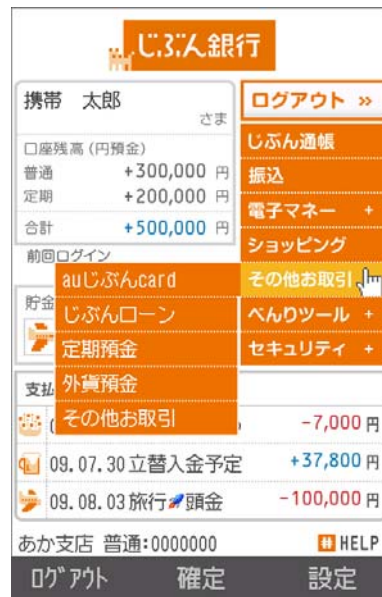 じぶん銀行
携帯 太郎
さま
ログアウト »
口座残高(円預金)
普通 +300,000 円
定期 +200,000 円
合計 +500,000 円
じぶん通帳
振込
電子マネー +
ショッピング
その他お取引
べんりツール +
セキュリティ +
前回ログイン
auじぶんcard
じぶんローン
定期預金
外貨預金
その他お取引
貯金
支払
-7,000 円
09.07.30 立替入金予定 +37,800 円
09.08.03 旅行🚀頭金 -100,000 円
あか支店 普通:0000000
HELP
ログアウト 確定 設定